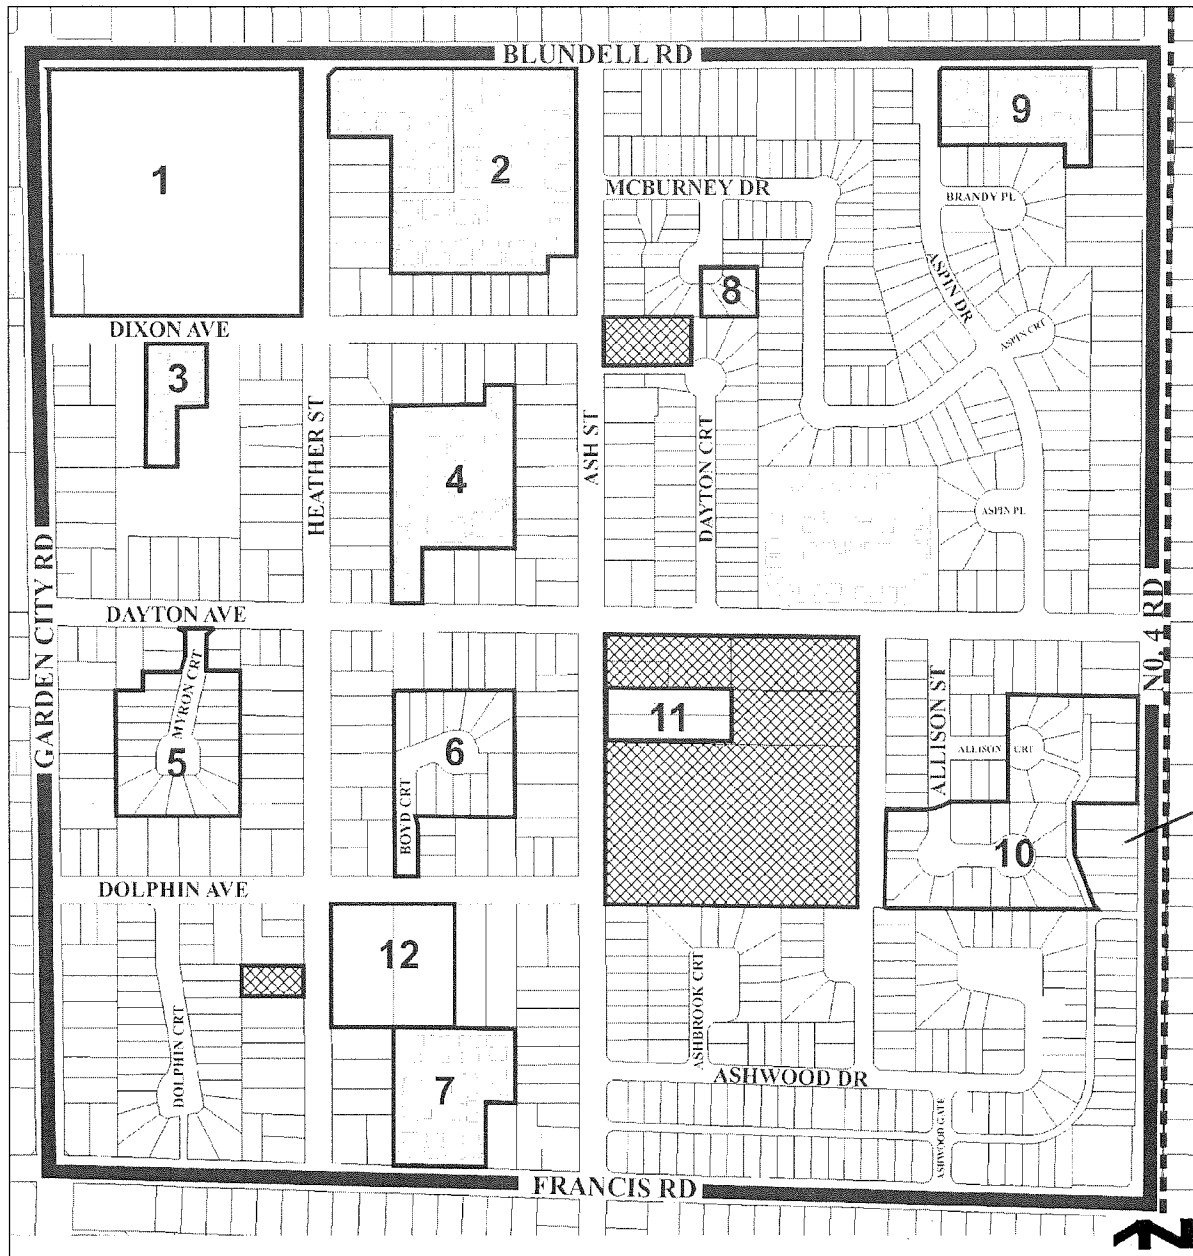 BLUNDELL RD
1
2
9
MCBURNEY DR
BRANDY PL
ASPIN DR
8
DIXON AVE
ASPIN CRT
3
HEATHER ST
ASH ST
4
DAYTON CRT
ASPIN PL
GARDEN CITY RD
NO, 4 RD
DAYTON AVE
MYRON CRT
5
6
BOYD CRT
11
ALLISON ST
ALLISON CRT
10
DOLPHIN AVE
12
DOLPHIN CRT
ASHBROOK CRT
7
ASHWOOD DR
ASHWOOD GATE
FRANCIS RD